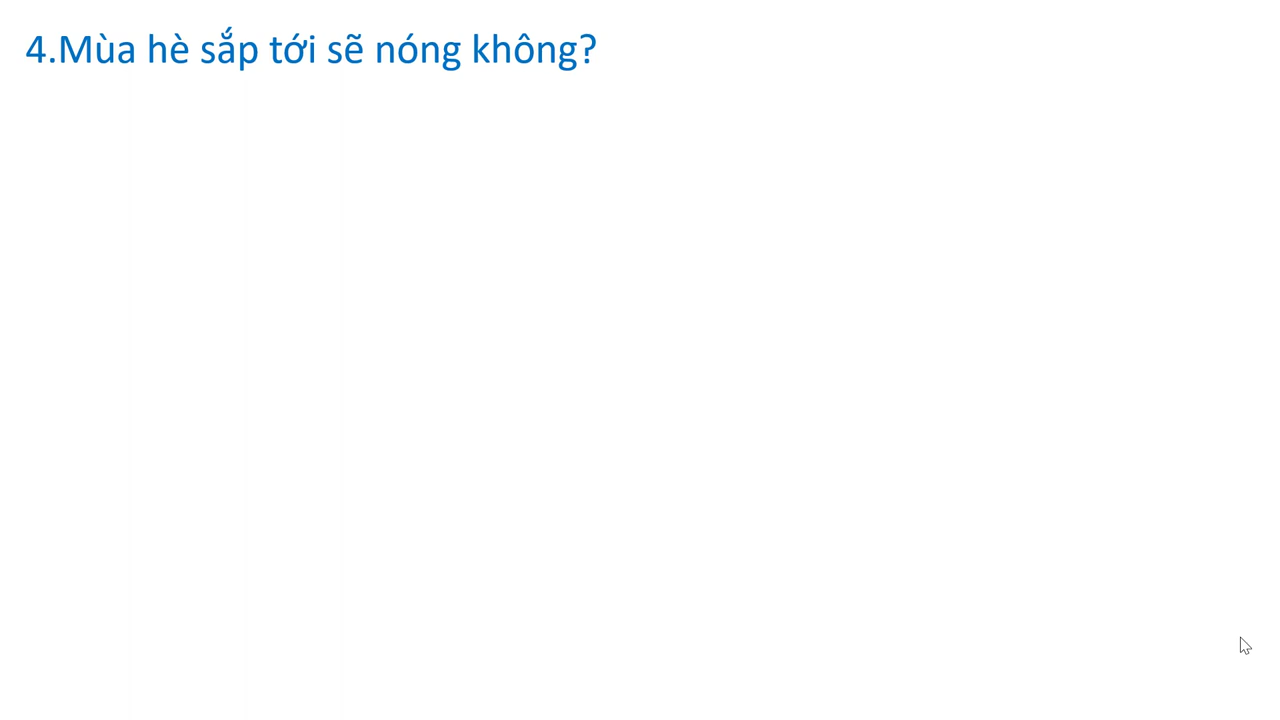 4.Mùa hè sắp tới sẽ nóng không?